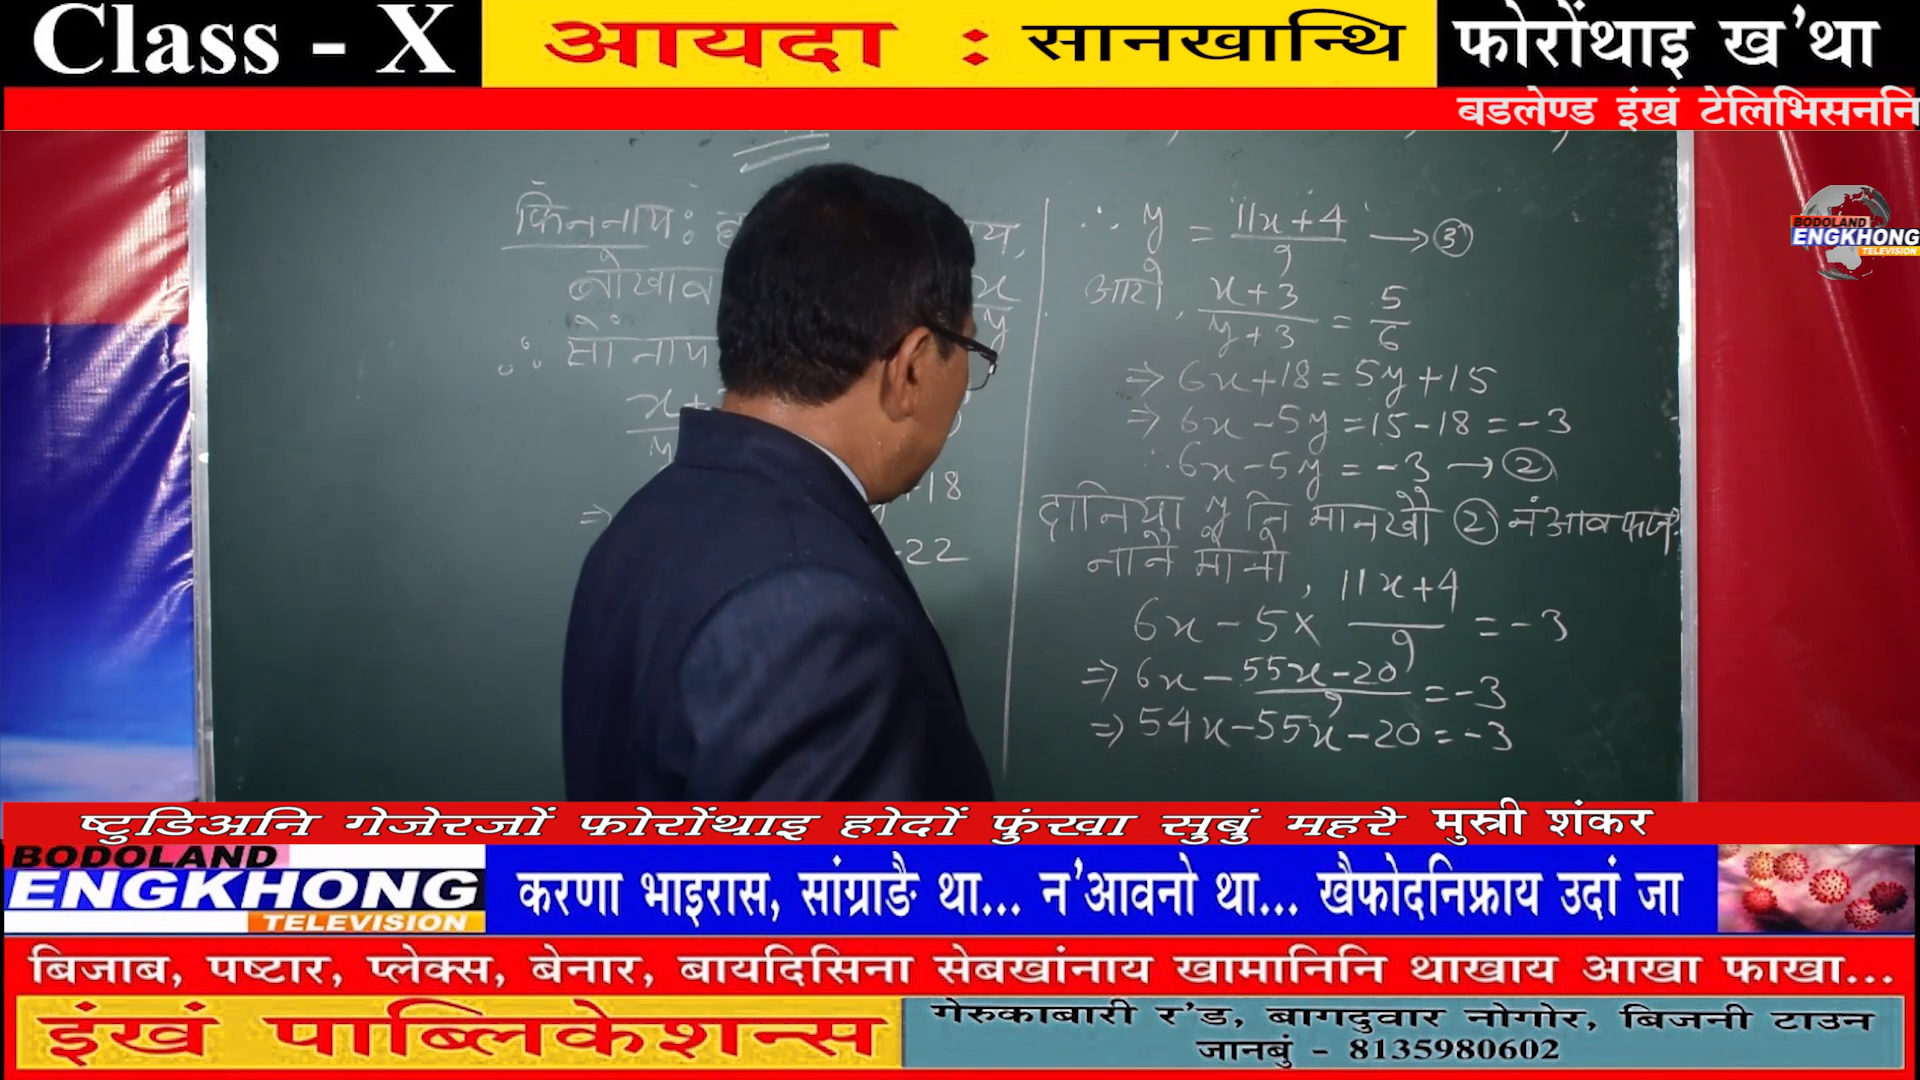 Class - X
आयदा : सानखान्थि
फोरोंथाइ ख'था
बडलेण्ड इंखं टेलिभिसननि
BODOLAND
ENGKHONG
TELEVISION
x
y
18
22
∴ y = 11x+4/9 → ③
आरो, x+3/y+3 = 5/6
⇒ 6x+18 = 5y+15
⇒ 6x-5y = 15-18 = -3
∴ 6x-5y = -3 → ②
y नि मानखौ ② नं आव
6x - 5 × 11x+4/9 = -3
⇒ 6x - 55x-20/9 = -3
⇒ 54x-55x-20 = -3
ष्टुडिअनि गेजेरजों फोरोंथाइ होदों फुंखा सुबुं महरै मुस्री शंकर
BODOLAND
ENGKHONG
TELEVISION
करणा भाइरास, सांग्राङै था... न'आवनो था... खैफोदनिफ्राय उदां जा
बिजाब, पष्टार, प्लेक्स, बेनार, बायदिसिना सेबखांनाय खामानिनि थाखाय आखा फाखा...
इंखं पाब्लिकेशन्स
गेरुकाबारी र'ड, बागदुवार नोगोर, बिजनी टाउन
जानबुं - 8135980602